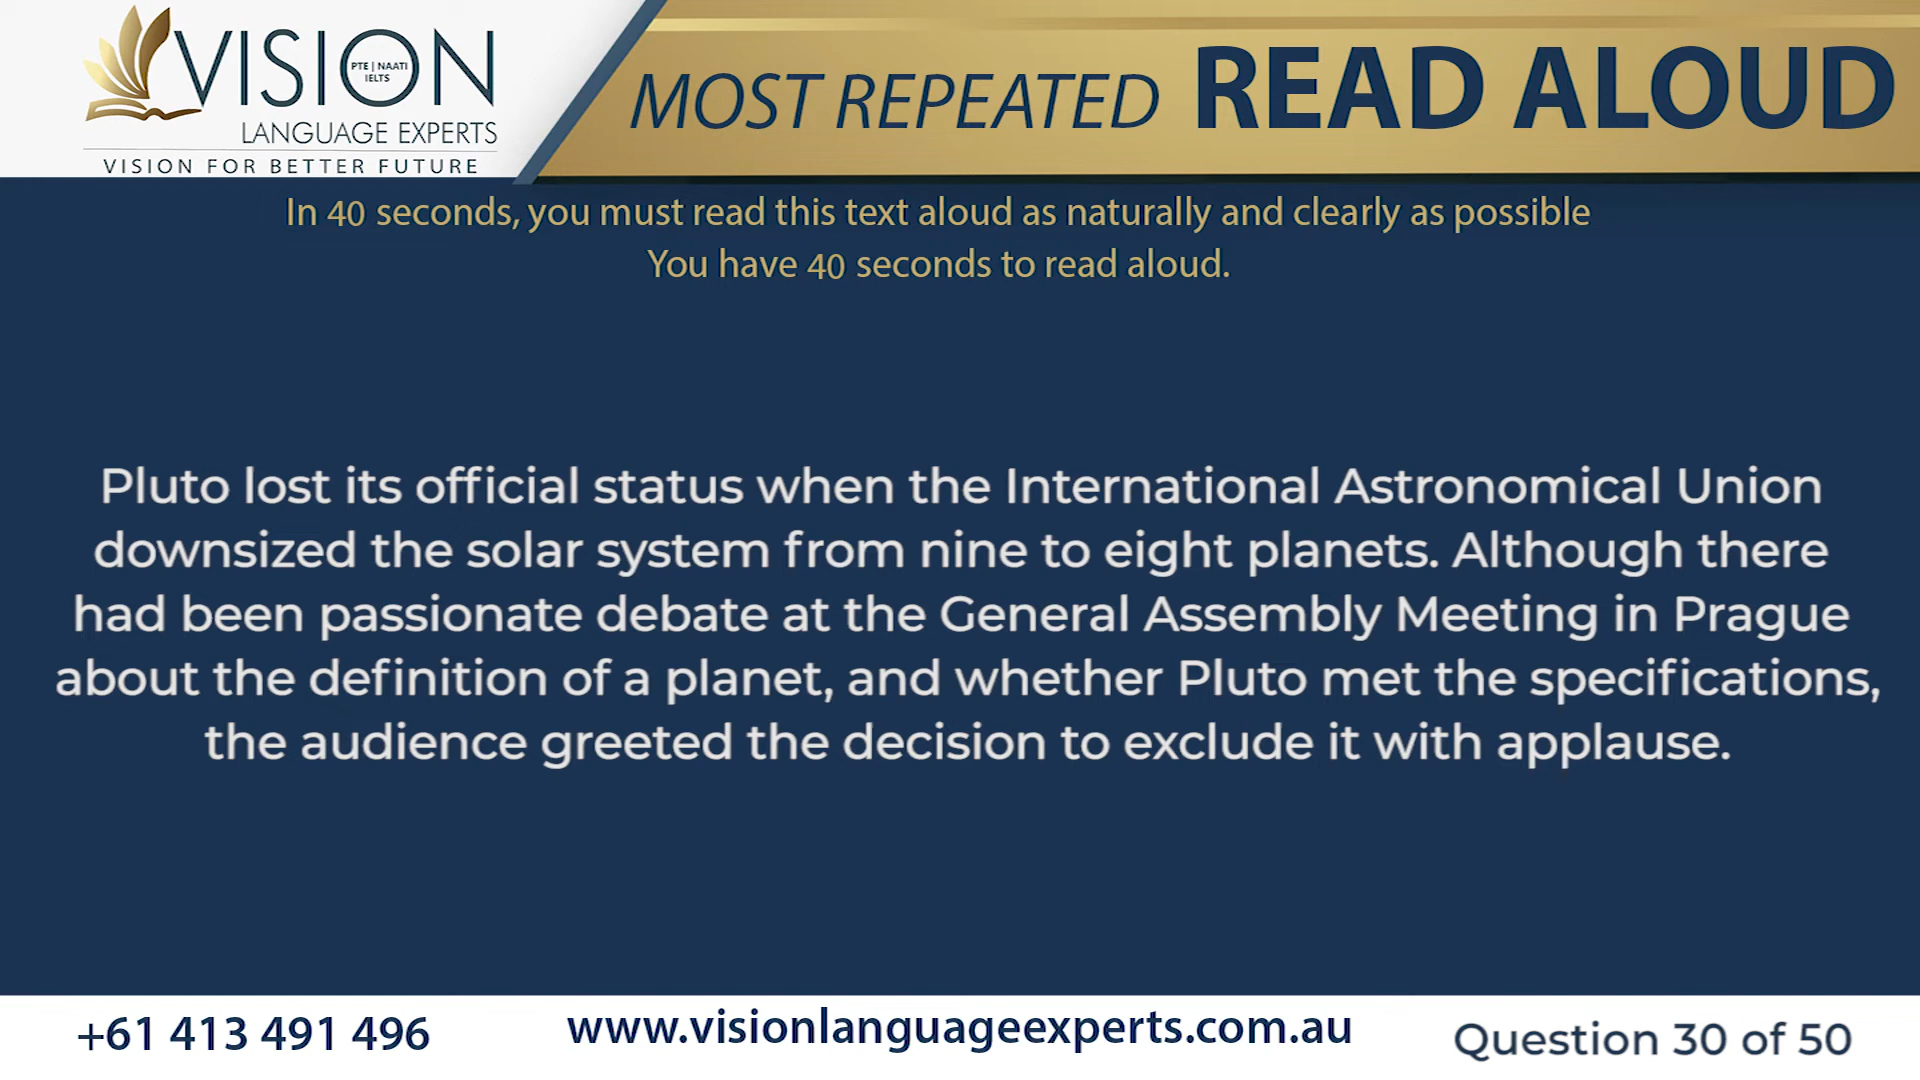 VISION
PTE | NAATI
IELTS
LANGUAGE EXPERTS
VISION FOR BETTER FUTURE
MOST REPEATED READ ALOUD
In 40 seconds, you must read this text aloud as naturally and clearly as possible
You have 40 seconds to read aloud.
Pluto lost its official status when the International Astronomical Union
downsized the solar system from nine to eight planets. Although there
had been passionate debate at the General Assembly Meeting in Prague
about the definition of a planet, and whether Pluto met the specifications,
the audience greeted the decision to exclude it with applause.
+61 413 491 496
www.visionlanguageexperts.com.au
Question 30 of 50